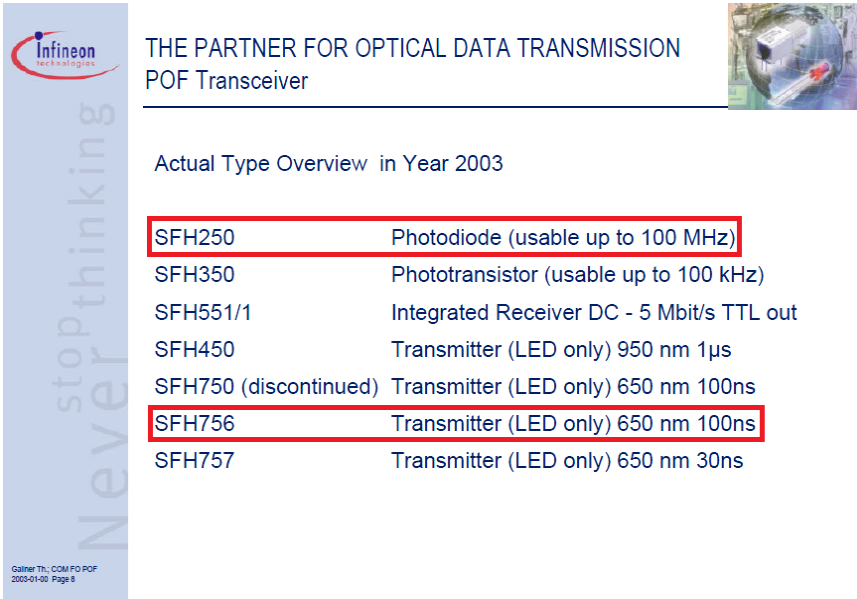 Infineon
technologies
THE PARTNER FOR OPTICAL DATA TRANSMISSION
POF Transceiver
Never stop thinking
Actual Type Overview in Year 2003
SFH250 Photodiode (usable up to 100 MHz)
SFH350 Phototransistor (usable up to 100 kHz)
SFH551/1 Integrated Receiver DC - 5 Mbit/s TTL out
SFH450 Transmitter (LED only) 950 nm 1µs
SFH750 (discontinued) Transmitter (LED only) 650 nm 100ns
SFH756 Transmitter (LED only) 650 nm 100ns
SFH757 Transmitter (LED only) 650 nm 30ns
Gallner Th.; COM FO POF
2003-01-00 Page 8